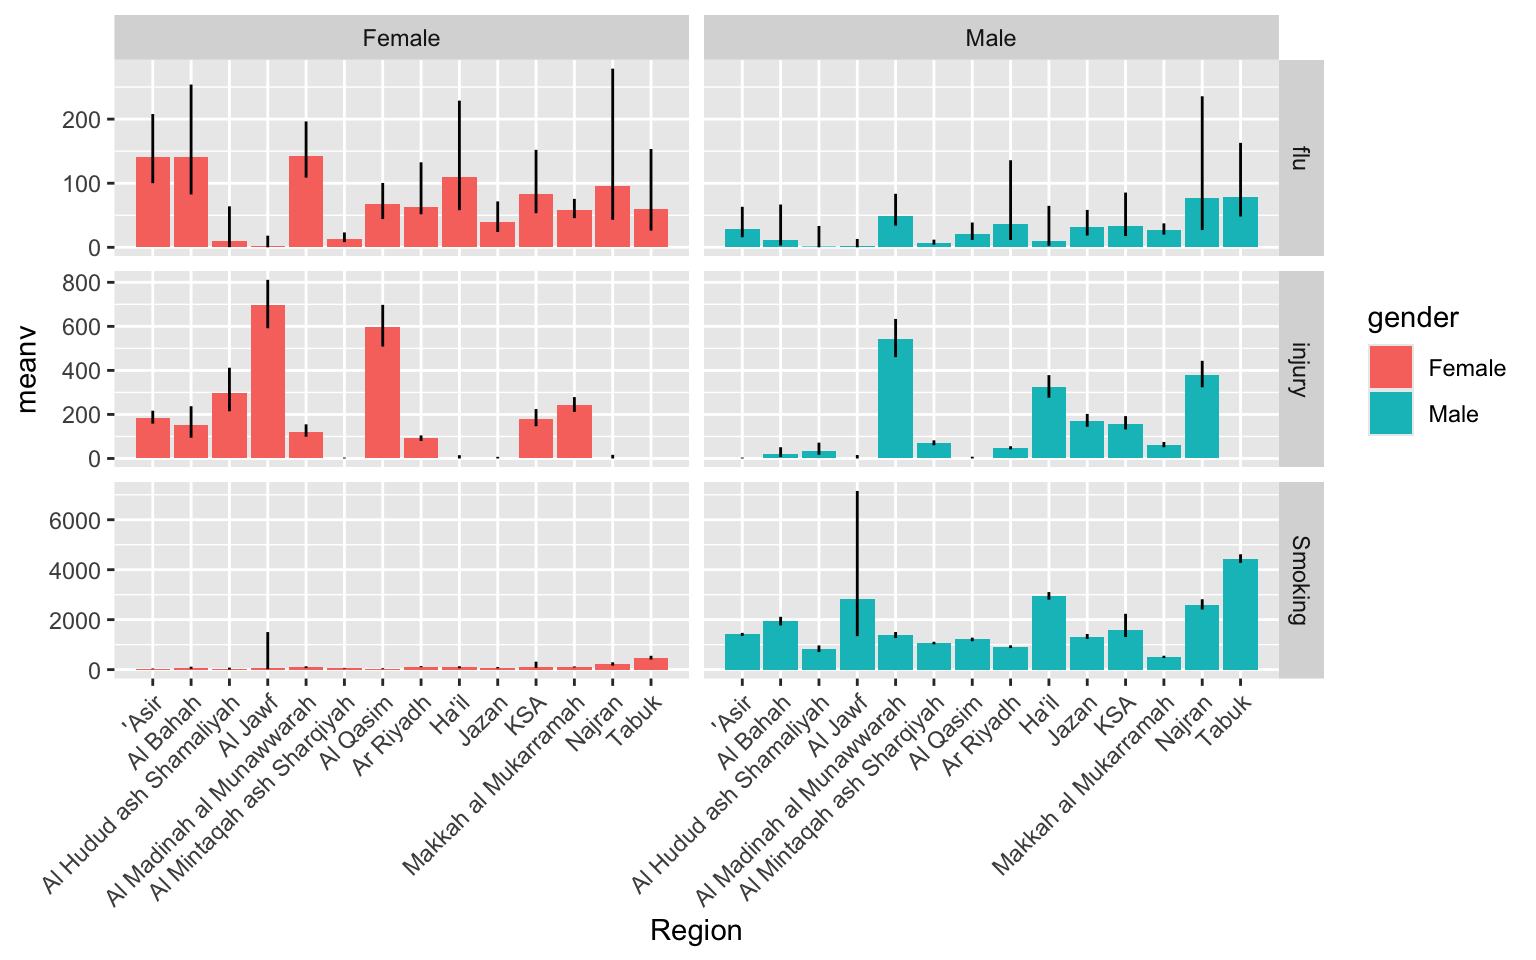 Female
Male
200
100
0
flu
800
600
400
200
0
injury
6000
4000
2000
0
Smoking
meanv
'Asir
Al Bahah
Al Hudud ash Shamaliyah
Al Jawf
Al Madinah al Munawwarah
Al Mintaqah ash Sharqiyah
Al Qasim
Ar Riyadh
Ha'il
Jazan
KSA
Makkah al Mukarramah
Najran
Tabuk
'Asir
Al Bahah
Al Hudud ash Shamaliyah
Al Jawf
Al Madinah al Munawwarah
Al Mintaqah ash Sharqiyah
Al Qasim
Ar Riyadh
Ha'il
Jazan
KSA
Makkah al Mukarramah
Najran
Tabuk
Region
gender
Female
Male